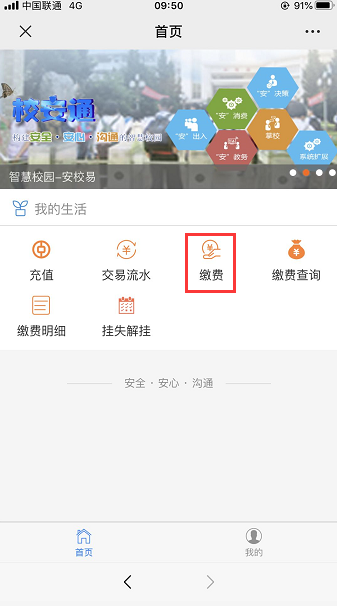 中国联通 4G 09:50 91%
首页
校安通
构建安全·安心·沟通的智慧校园
"安"决策
"安"消费
"安"出入
掌校
"安"教务
系统扩展
智慧校园-安校易
我的生活
充值 交易流水 缴费 缴费查询
缴费明细 挂失解挂
安全·安心·沟通
首页 我的